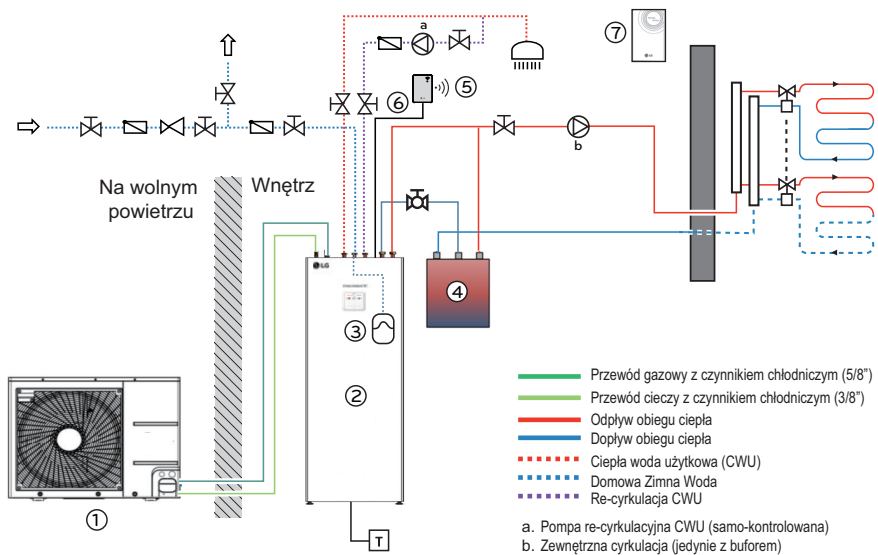 a
⑦
⑤
⑥
b
Na wolnym
powietrzu
Wnętrz
LG
④
③
②
①
T
Przewód gazowy z czynnikiem chłodniczym (5/8”)
Przewód cieczy z czynnikiem chłodniczym (3/8”)
Odpływ obiegu ciepła
Dopływ obiegu ciepła
Ciepła woda użytkowa (CWU)
Domowa Zimna Woda
Re-cyrkulacja CWU
a. Pompa re-cyrkulacyjna CWU (samo-kontrolowana)
b. Zewnętrzna cyrkulacja (jedynie z buforem)